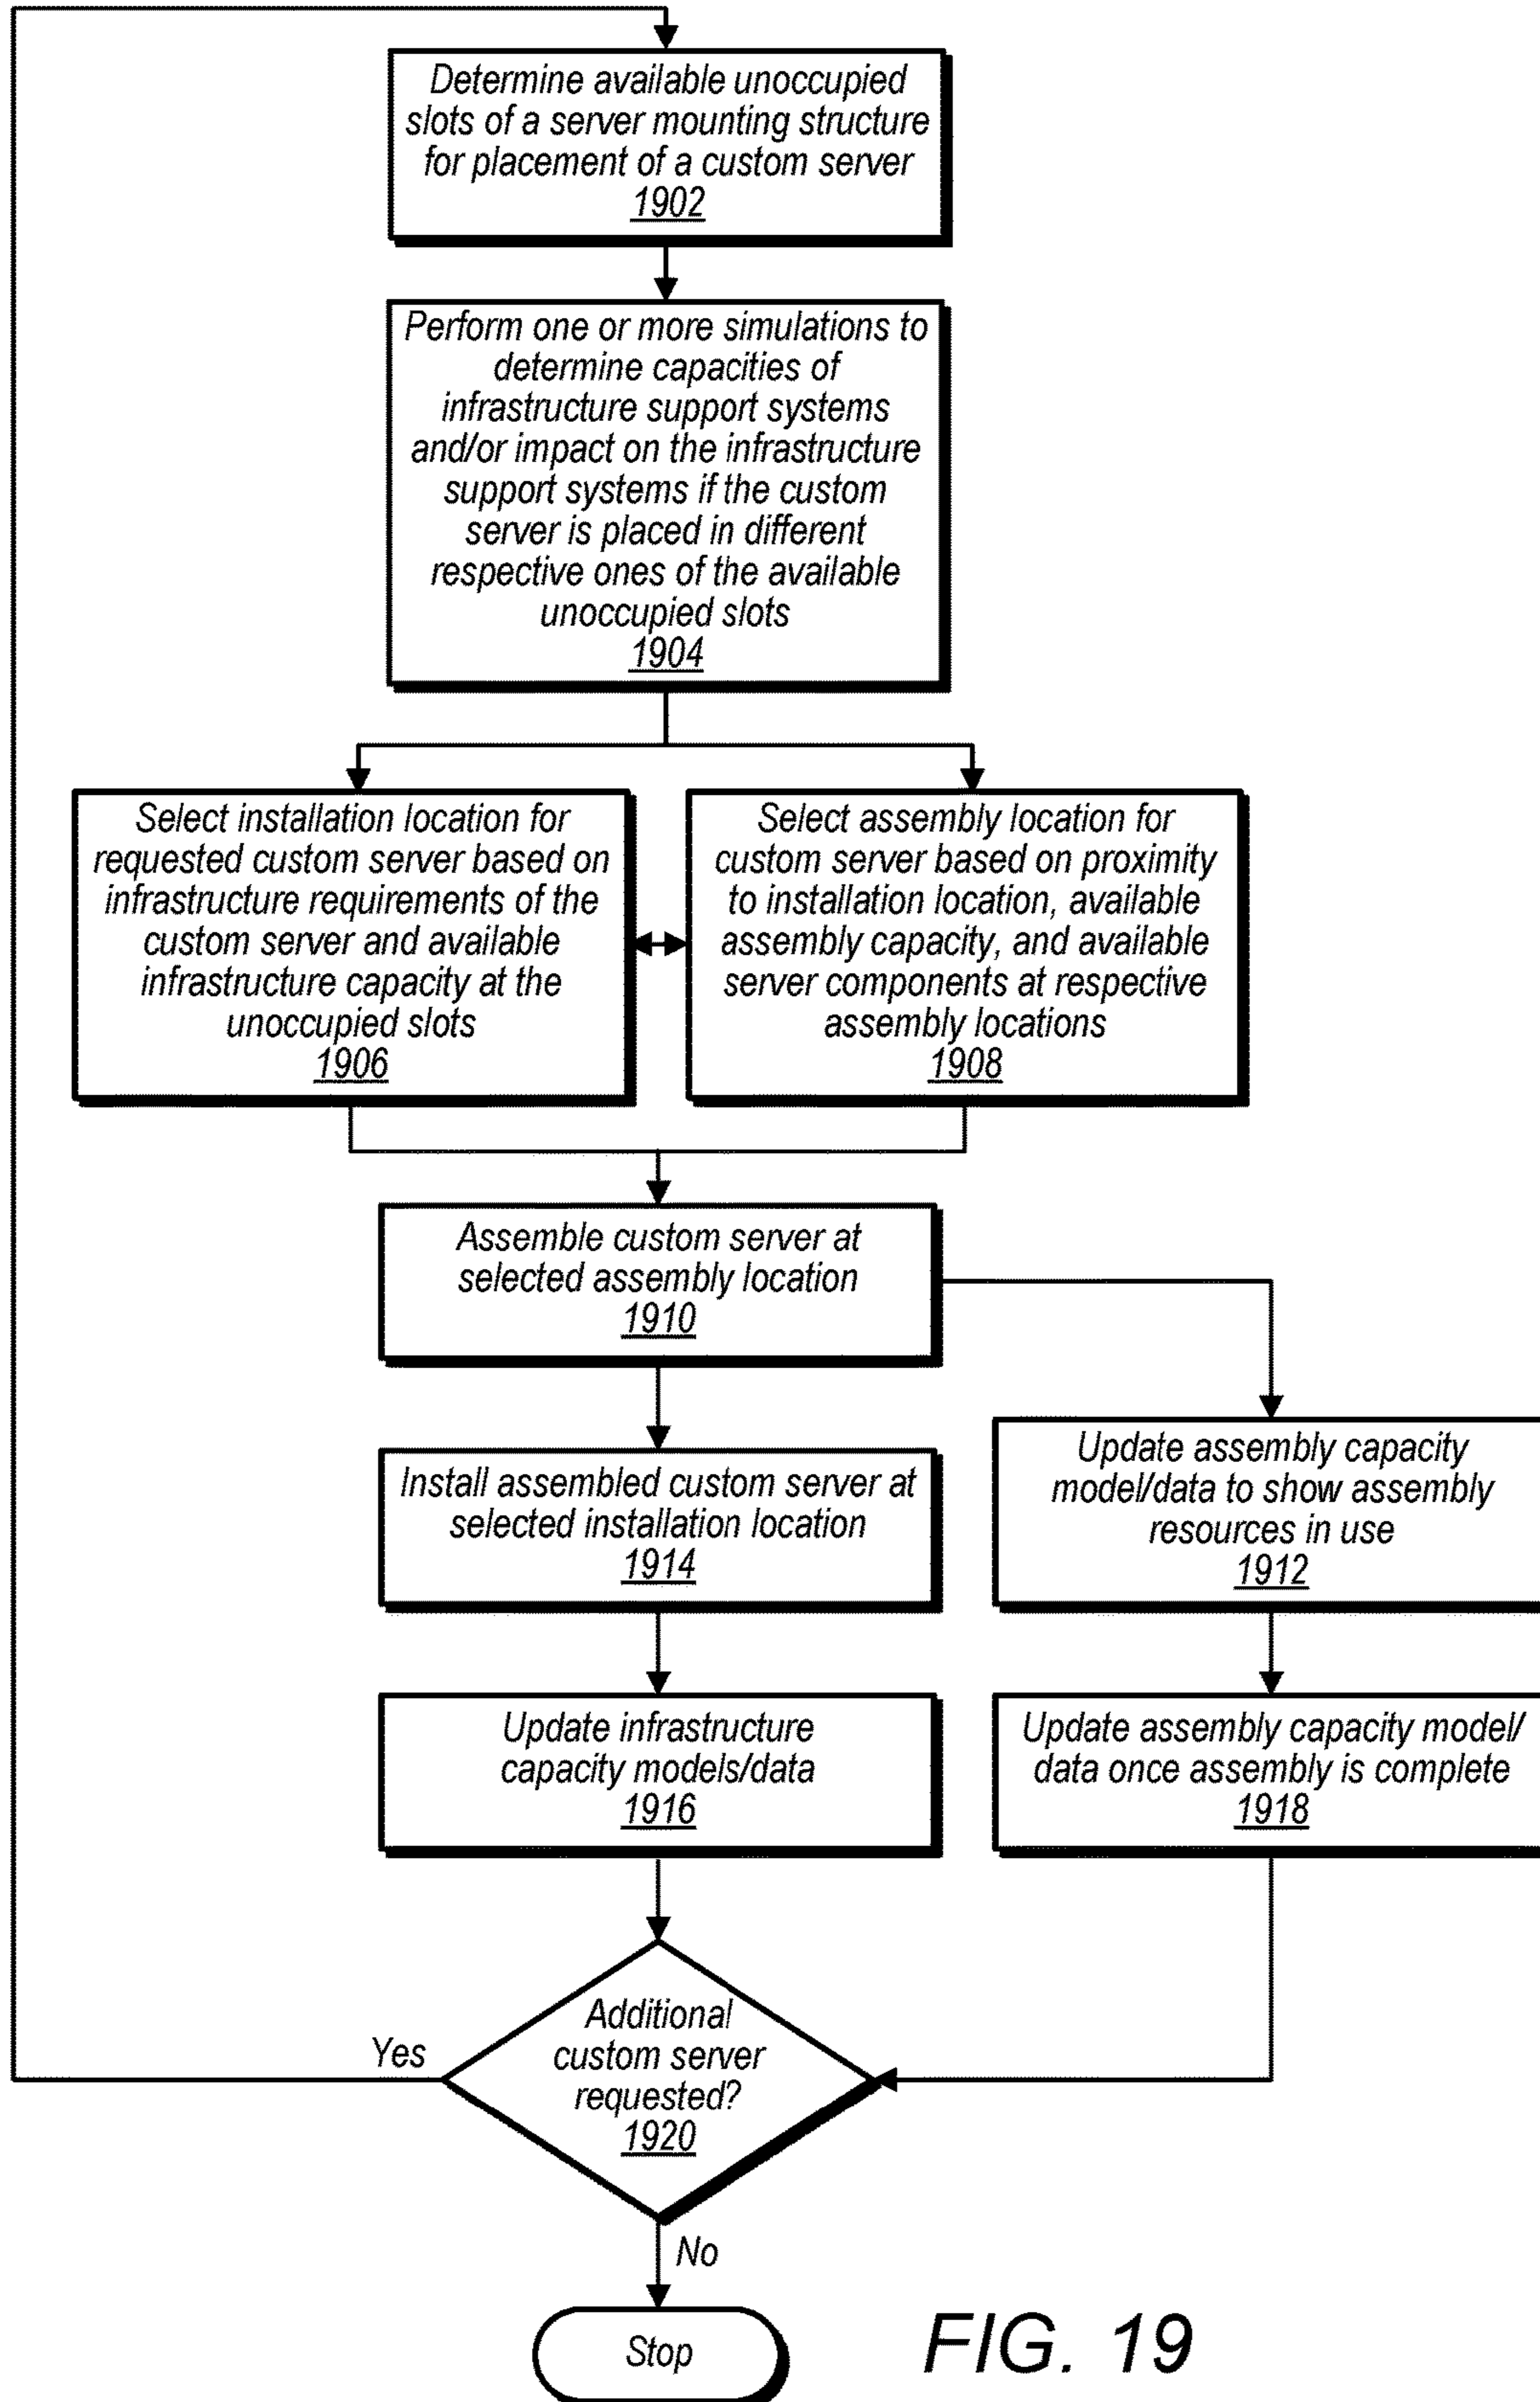 Determine available unoccupied
slots of a server mounting structure
for placement of a custom server
1902
Perform one or more simulations to
determine capacities of
infrastructure support systems
and/or impact on the infrastructure
support systems if the custom
server is placed in different
respective ones of the available
unoccupied slots
1904
Select installation location for
requested custom server based on
infrastructure requirements of the
custom server and available
infrastructure capacity at the
unoccupied slots
1906
Select assembly location for
custom server based on proximity
to installation location, available
assembly capacity, and available
server components at respective
assembly locations
1908
Assemble custom server at
selected assembly location
1910
Install assembled custom server at
selected installation location
1914
Update assembly capacity
model/data to show assembly
resources in use
1912
Update infrastructure
capacity models/data
1916
Update assembly capacity model/
data once assembly is complete
1918
Additional
custom server
requested?
1920
Yes
No
Stop
FIG. 19